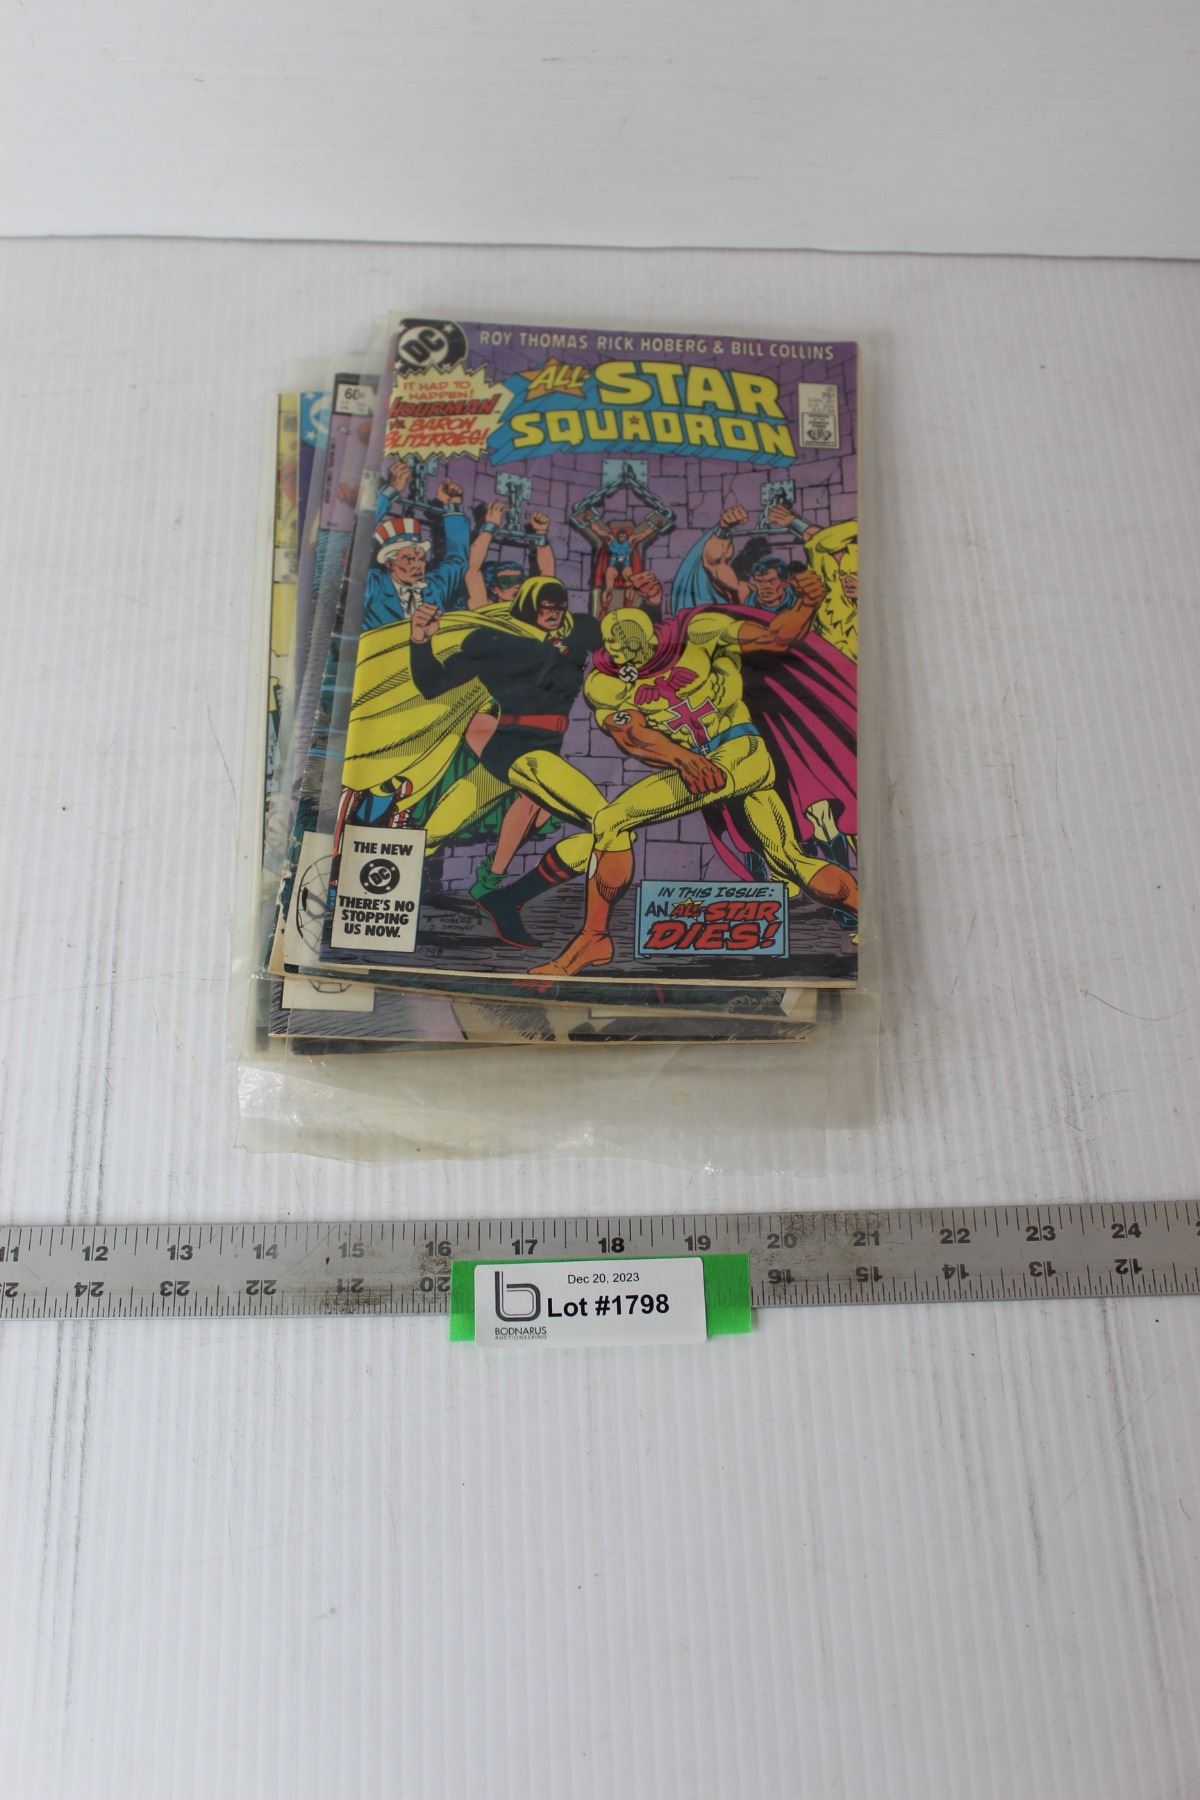 DC
ROY THOMAS RICK HOBERG & BILL COLLINS
IT HAD TO
HAPPEN!
HOURMAN
VS. BARON
BLITZKRIEG!
ALL-STAR
SQUADRON
75¢
60¢
THE NEW
DC
THERE'S NO
STOPPING
US NOW.
IN THIS ISSUE:
AN ALL-STAR
DIES!
11 12 13 14 15 16 17 18 19 20 21 22 23 24
24 23 22 21 20 16 15 14 13 12
Dec 20, 2023
b Lot #1798
BODNARUS
AUCTIONEERING